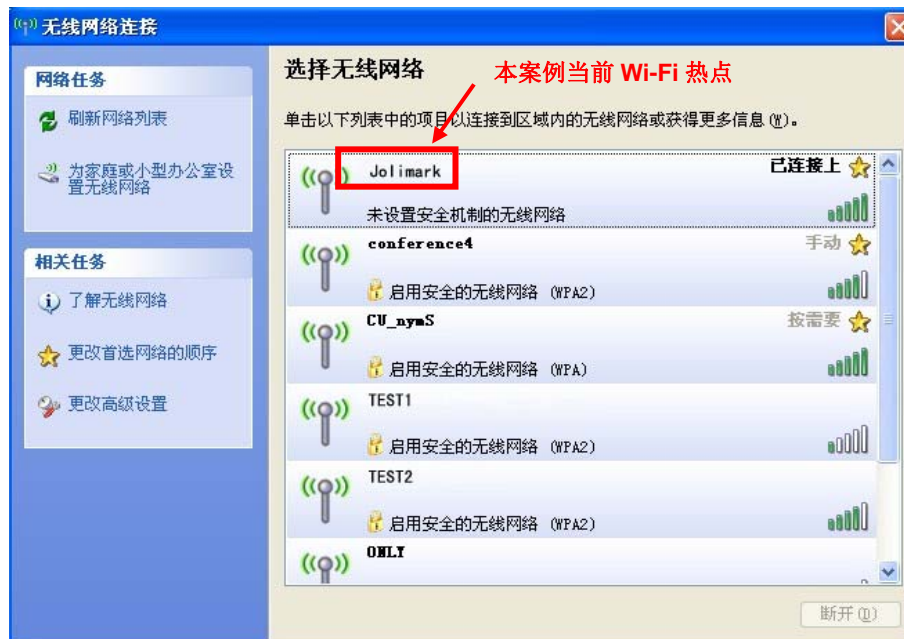 无线网络连接
网络任务
刷新网络列表
为家庭或小型办公室设
置无线网络
相关任务
了解无线网络
更改首选网络的顺序
更改高级设置
选择无线网络
本案例当前 Wi-Fi 热点
单击以下列表中的项目以连接到区域内的无线网络或获得更多信息(W)。
Jolimark
已连接上
未设置安全机制的无线网络
conference4
手动
启用安全的无线网络 (WPA2)
CU_nymS
按需要
启用安全的无线网络 (WPA)
TEST1
启用安全的无线网络 (WPA2)
TEST2
启用安全的无线网络 (WPA2)
ONLY
断开(D)